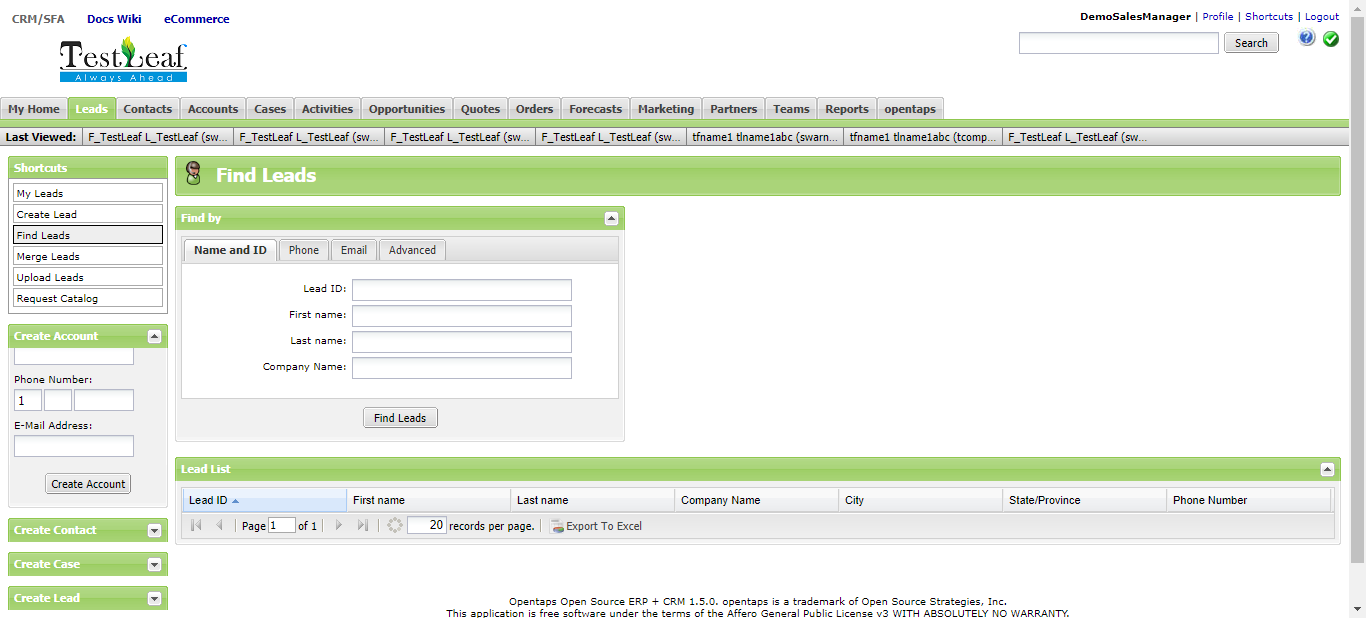 CRM/SFA Docs Wiki eCommerce
DemoSalesManager | Profile | Shortcuts | Logout
TestLeaf
Always Ahead
Search
My Home Leads Contacts Accounts Cases Activities Opportunities Quotes Orders Forecasts Marketing Partners Teams Reports opentaps
Last Viewed: F_TestLeaf L_TestLeaf (sw... F_TestLeaf L_TestLeaf (sw... F_TestLeaf L_TestLeaf (sw... F_TestLeaf L_TestLeaf (sw... tfname1 tlname1abc (swarn... tfname1 tlname1abc (tcomp... F_TestLeaf L_TestLeaf (sw...
Shortcuts
My Leads
Create Lead
Find Leads
Merge Leads
Upload Leads
Request Catalog
Create Account
Phone Number:
1
E-Mail Address:
Create Account
Create Contact
Create Case
Create Lead
Find Leads
Find by
Name and ID Phone Email Advanced
Lead ID:
First name:
Last name:
Company Name:
Find Leads
Lead List
Lead ID First name Last name Company Name City State/Province Phone Number
Page 1 of 1 20 records per page. Export To Excel
Opentaps Open Source ERP + CRM 1.5.0. opentaps is a trademark of Open Source Strategies, Inc.
This application is free software under the terms of the Affero General Public License v3 WITH ABSOLUTELY NO WARRANTY.